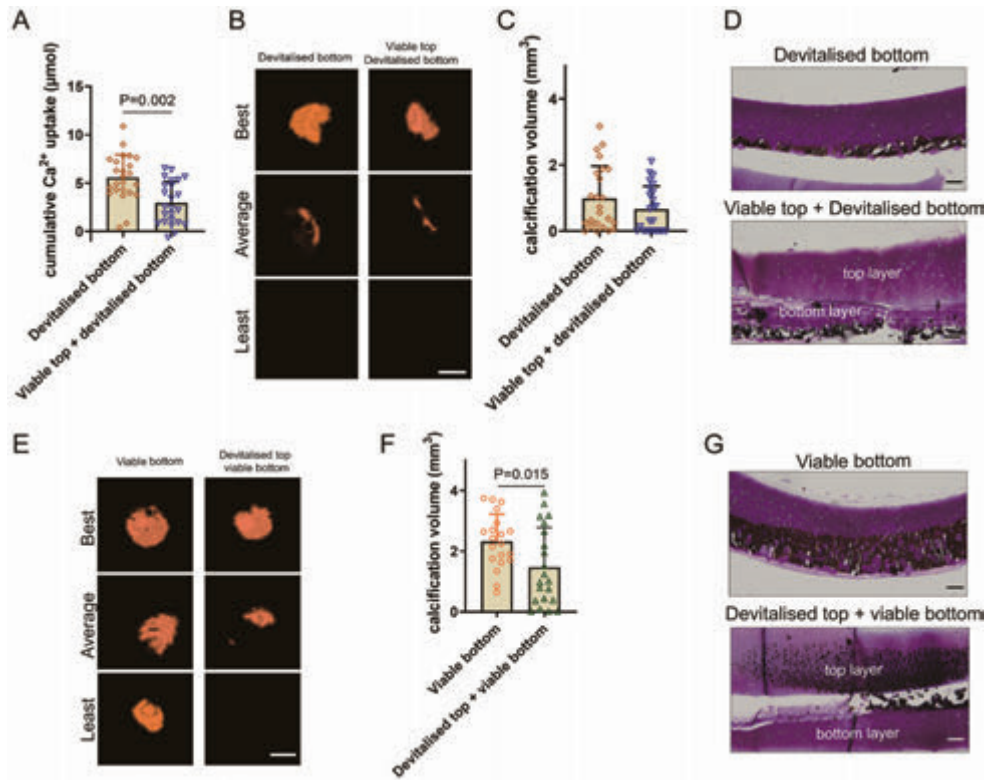 A
cumulative Ca²⁺ uptake (µmol)
15
10
5
0
P=0.002
Devitalised bottom
Viable top + devitalised bottom
B
Devitalised bottom
Viable top
Devitalised bottom
Best
Average
Least
C
calcification volume (mm³)
4
2
0
Devitalised bottom
Viable top + devitalised bottom
D
Devitalised bottom
Viable top + Devitalised bottom
top layer
bottom layer
E
Viable bottom
Devitalised top
viable bottom
Best
Average
Least
F
calcification volume (mm³)
4
2
0
P=0.015
Viable bottom
Devitalised top + viable bottom
G
Viable bottom
Devitalised top + viable bottom
top layer
bottom layer